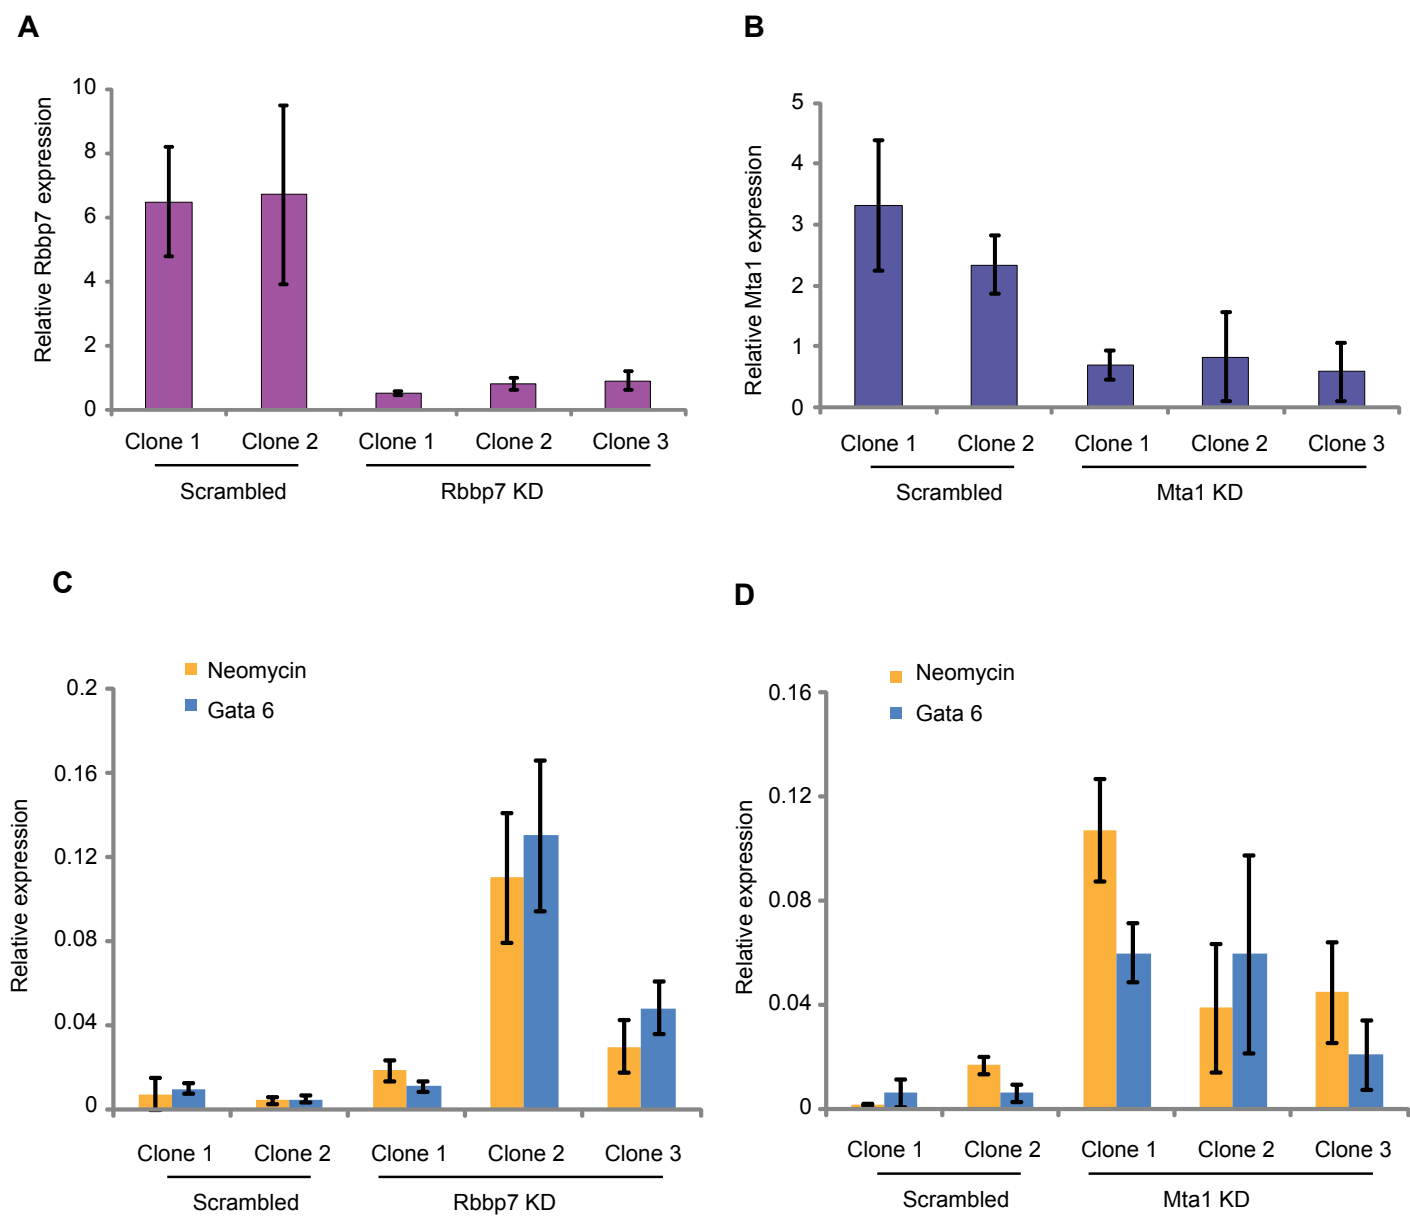 A
Relative Rbbp7 expression
10
8
6
4
2
0
Clone 1 Clone 2 Clone 1 Clone 2 Clone 3
Scrambled Rbbp7 KD
B
Relative Mta1 expression
5
4
3
2
1
0
Clone 1 Clone 2 Clone 1 Clone 2 Clone 3
Scrambled Mta1 KD
C
Neomycin
Gata 6
Relative expression
0.2
0.16
0.12
0.08
0.04
0
Clone 1 Clone 2 Clone 1 Clone 2 Clone 3
Scrambled Rbbp7 KD
D
Neomycin
Gata 6
Relative expression
0.16
0.12
0.08
0.04
0
Clone 1 Clone 2 Clone 1 Clone 2 Clone 3
Scrambled Mta1 KD